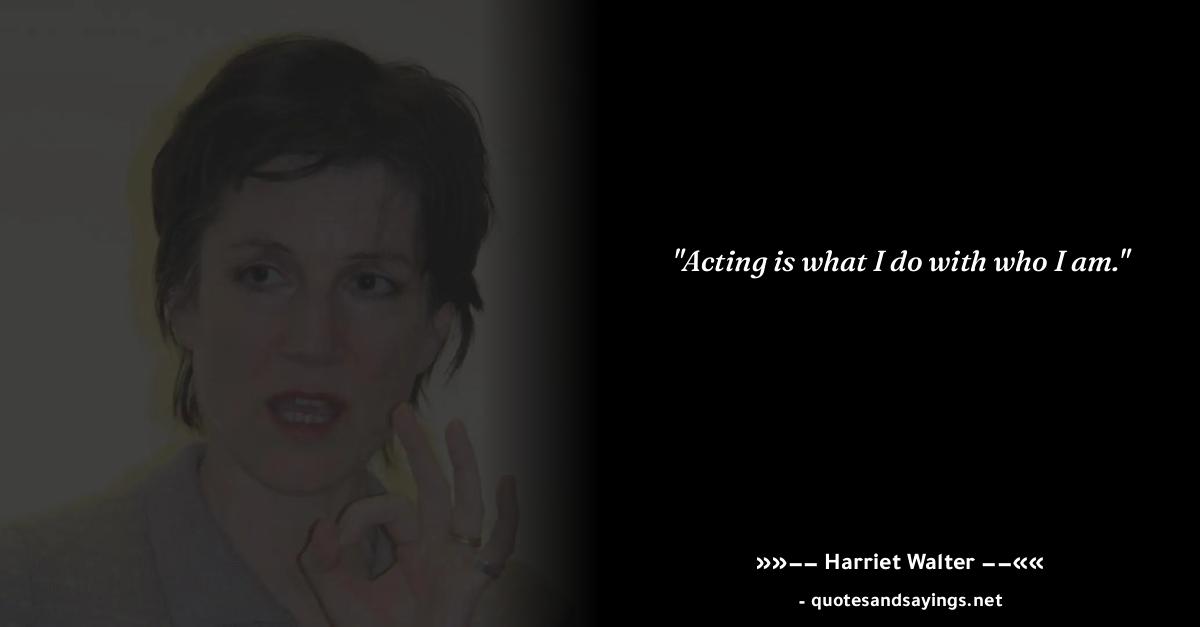 "Acting is what I do with who I am."
»»−− Harriet Walter −−««
- quotesandsayings.net